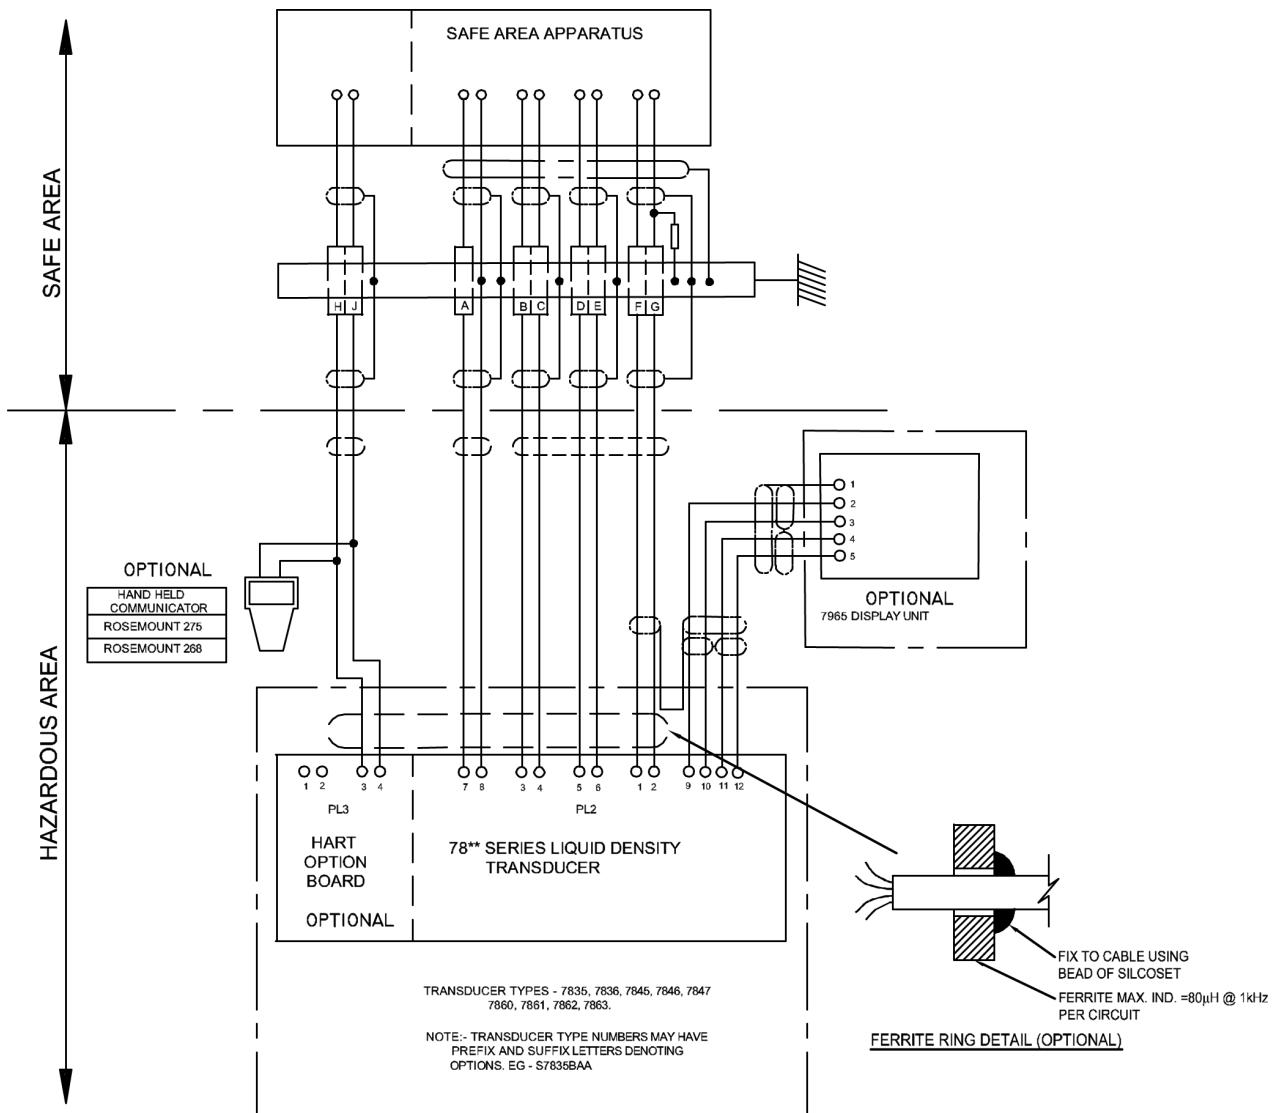 SAFE AREA APPARATUS
SAFE AREA
H J A B C D E F G
HAZARDOUS AREA
OPTIONAL
HAND HELD
COMMUNICATOR
ROSEMOUNT 275
ROSEMOUNT 268
1
2
3
4
5
OPTIONAL
7965 DISPLAY UNIT
1 2 3 4 7 8 3 4 5 6 1 2 9 10 11 12
PL3 PL2
HART
OPTION
BOARD
OPTIONAL
78** SERIES LIQUID DENSITY
TRANSDUCER
FIX TO CABLE USING
BEAD OF SILCOSET
FERRITE MAX. IND. =80µH @ 1kHz
PER CIRCUIT
FERRITE RING DETAIL (OPTIONAL)
TRANSDUCER TYPES - 7835, 7836, 7845, 7846, 7847
7860, 7861, 7862, 7863.
NOTE:- TRANSDUCER TYPE NUMBERS MAY HAVE
PREFIX AND SUFFIX LETTERS DENOTING
OPTIONS. EG - S7835BAA